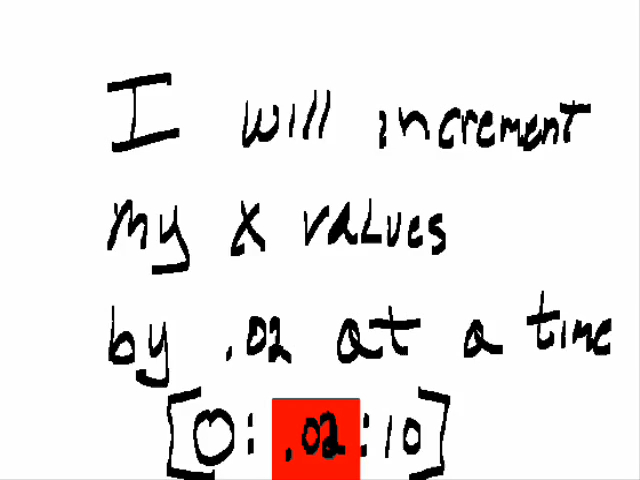 I will increment
my x values
by .02 at a time
[0:.02:10]